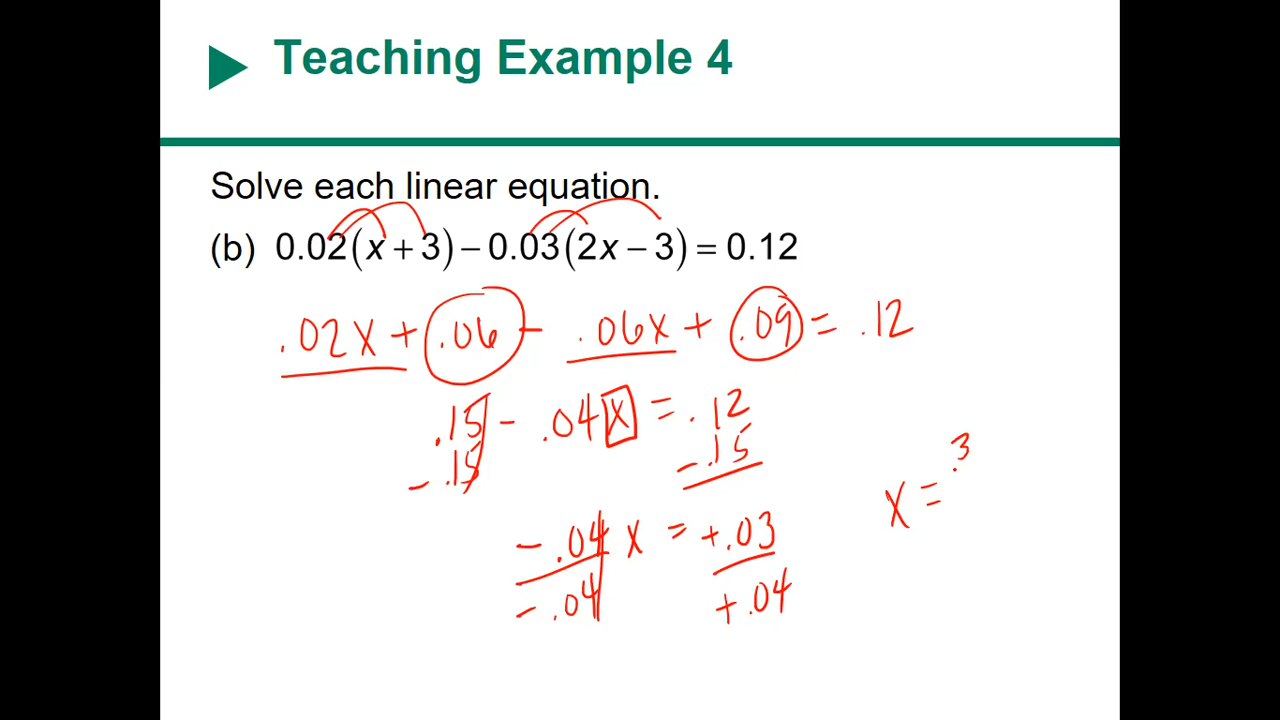 Teaching Example 4
Solve each linear equation.
(b) 0.02(x + 3) − 0.03(2x − 3) = 0.12
.02x + .06 − .06x + .09 = .12
.15 − .04x = .12
− .15 − .15
− .04x = +.03
− .04 +.04
x = 3